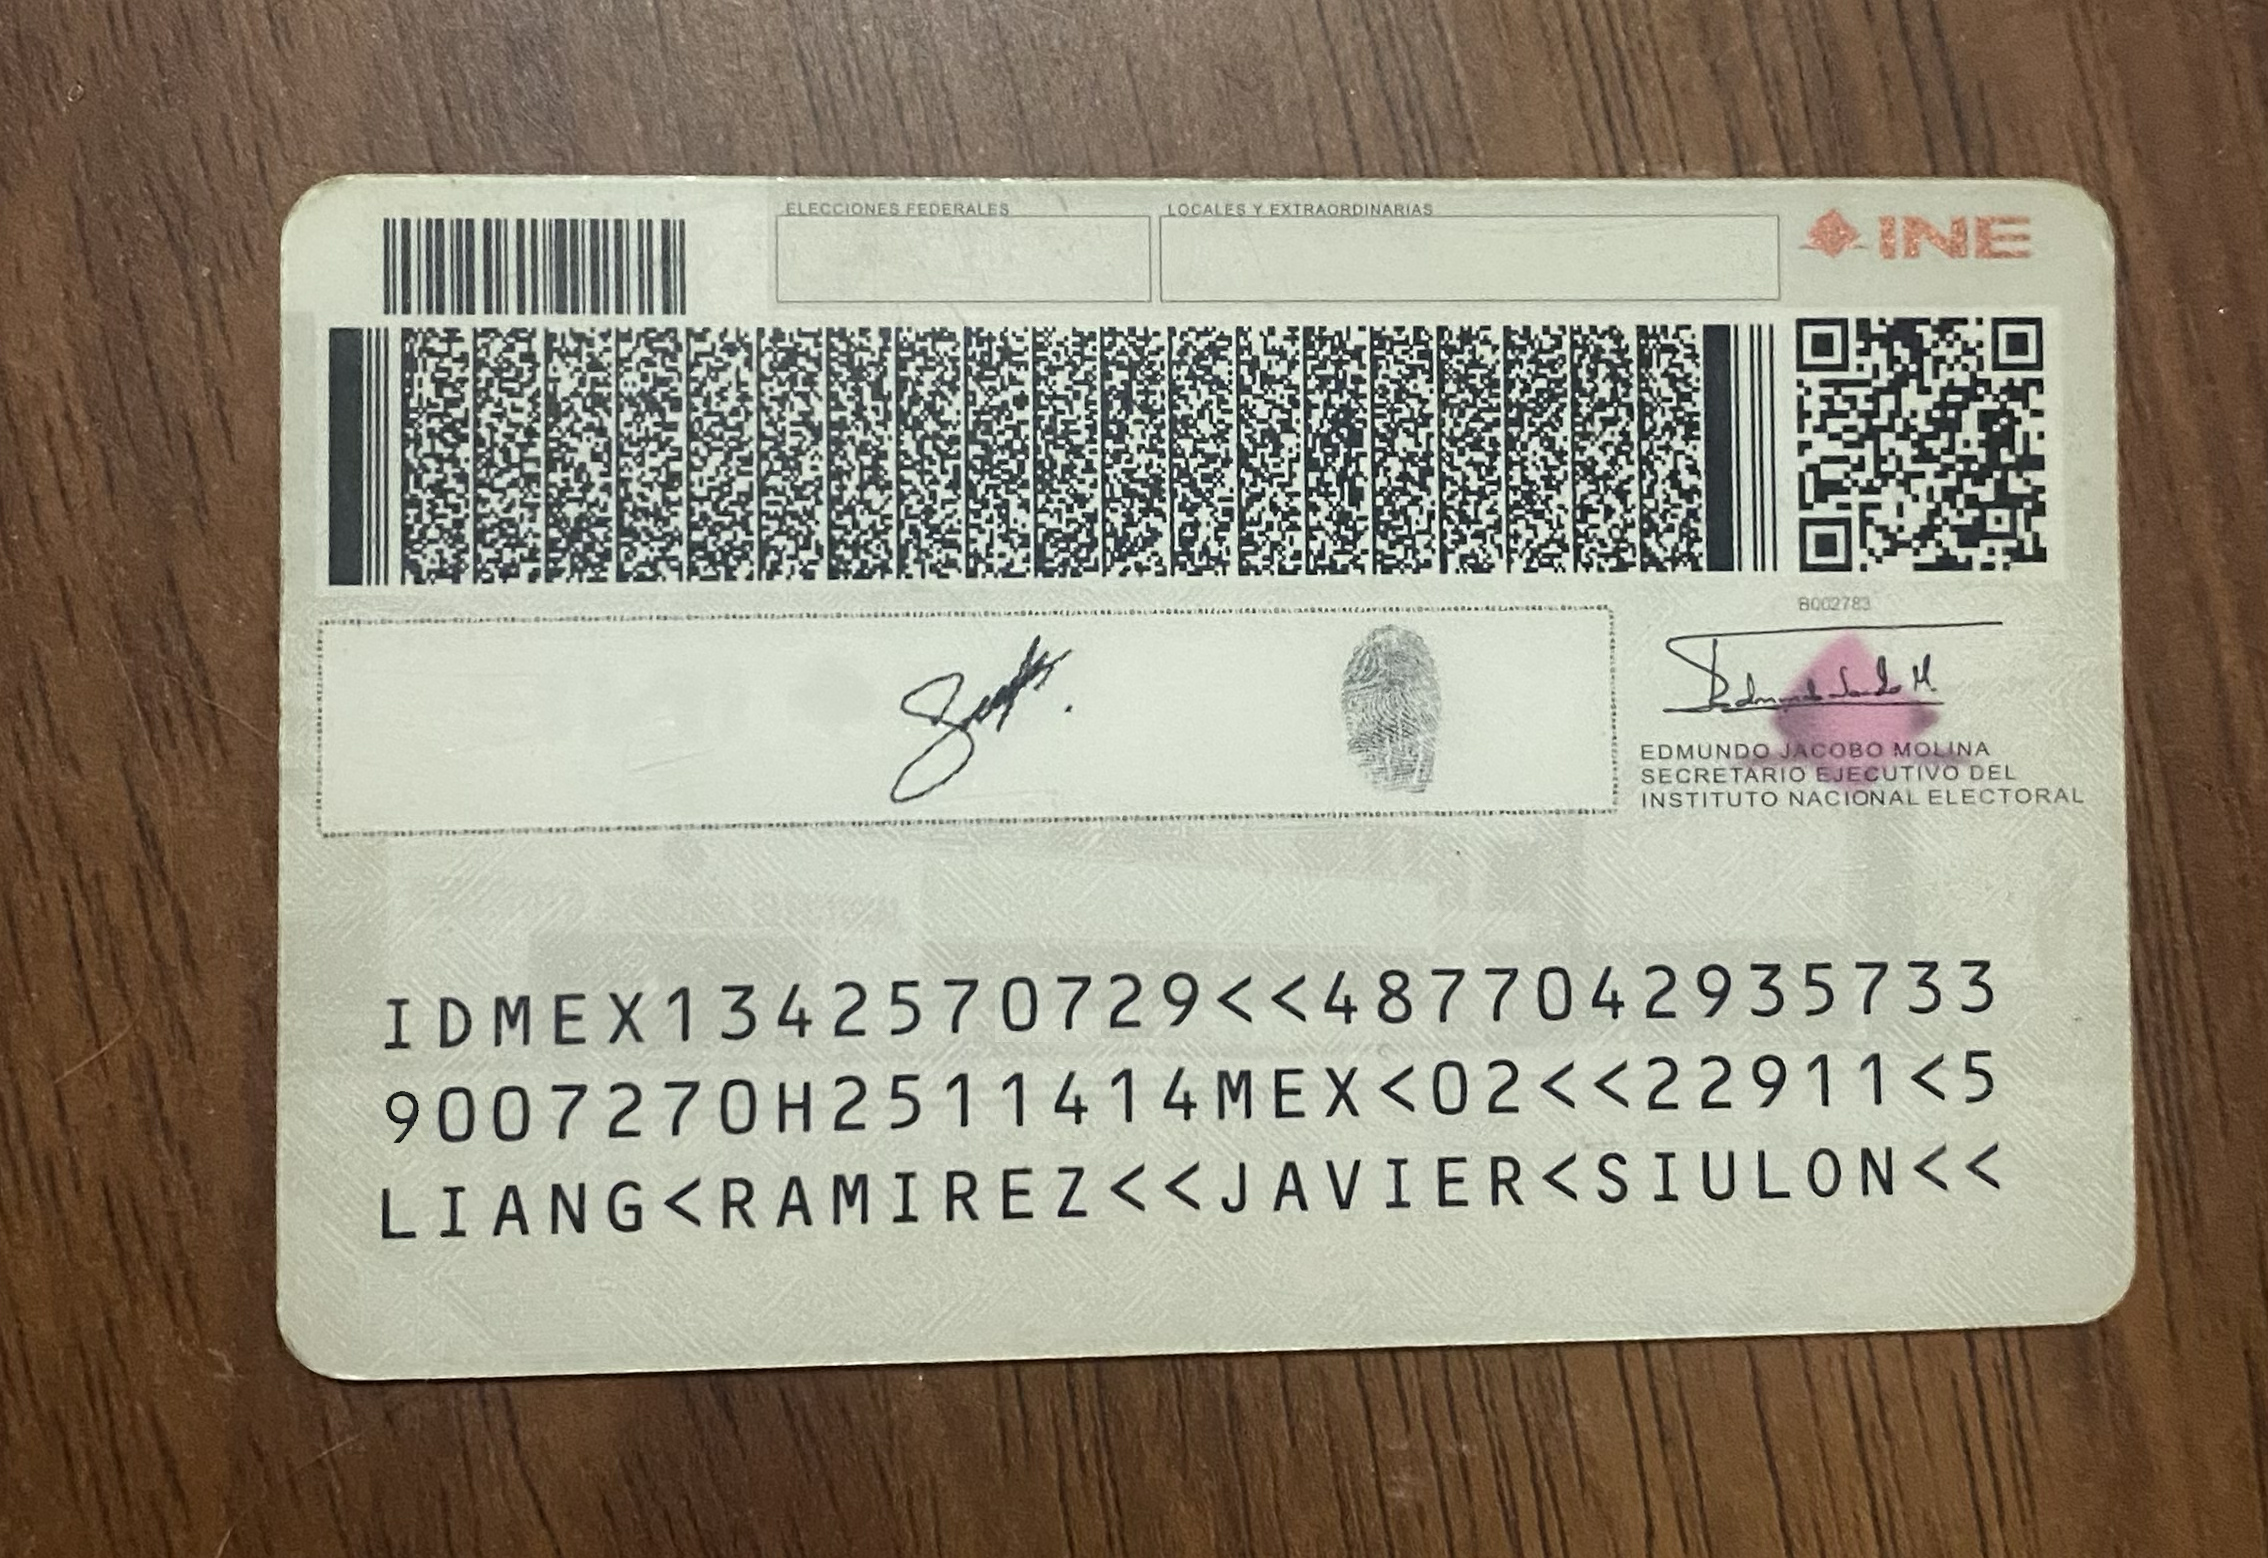 ELECCIONES FEDERALES
LOCALES Y EXTRAORDINARIAS
INE
B002783
EDMUNDO JACOBO MOLINA
SECRETARIO EJECUTIVO DEL
INSTITUTO NACIONAL ELECTORAL
IDMEX1342570729<<4877042935733
9007270H2511414MEX<02<<22911<5
LIANG<RAMIREZ<<JAVIER<SIULON<<